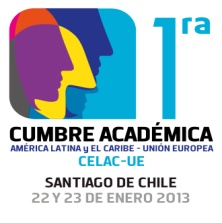 1ra
CUMBRE ACADÉMICA
AMÉRICA LATINA y EL CARIBE - UNIÓN EUROPEA
CELAC-UE
SANTIAGO DE CHILE
22 Y 23 DE ENERO 2013